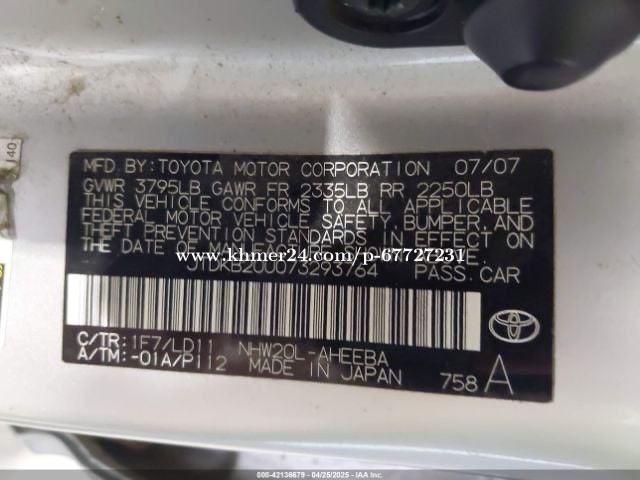 140
MFD.BY:TOYOTA MOTOR CORPORATION 07/07
GVWR 3795LB GAWR FR 2335LB RR 2250LB
THIS VEHICLE CONFORMS TO ALL APPLICABLE
FEDERAL MOTOR VEHICLE SAFETY, BUMPER, AND
THEFT PREVENTION STANDARDS IN EFFECT ON
THE DATE OF
www.khmer24.com/p-67727231
JTDKB20U073293764 PASS.CAR
C/TR: 1F7/LD11 NHW20L-AHEEBA
A/TM: -01A/P112 MADE IN JAPAN 758 A
TOYOTA
000-42138679 - 04/25/2025 - IAA Inc.